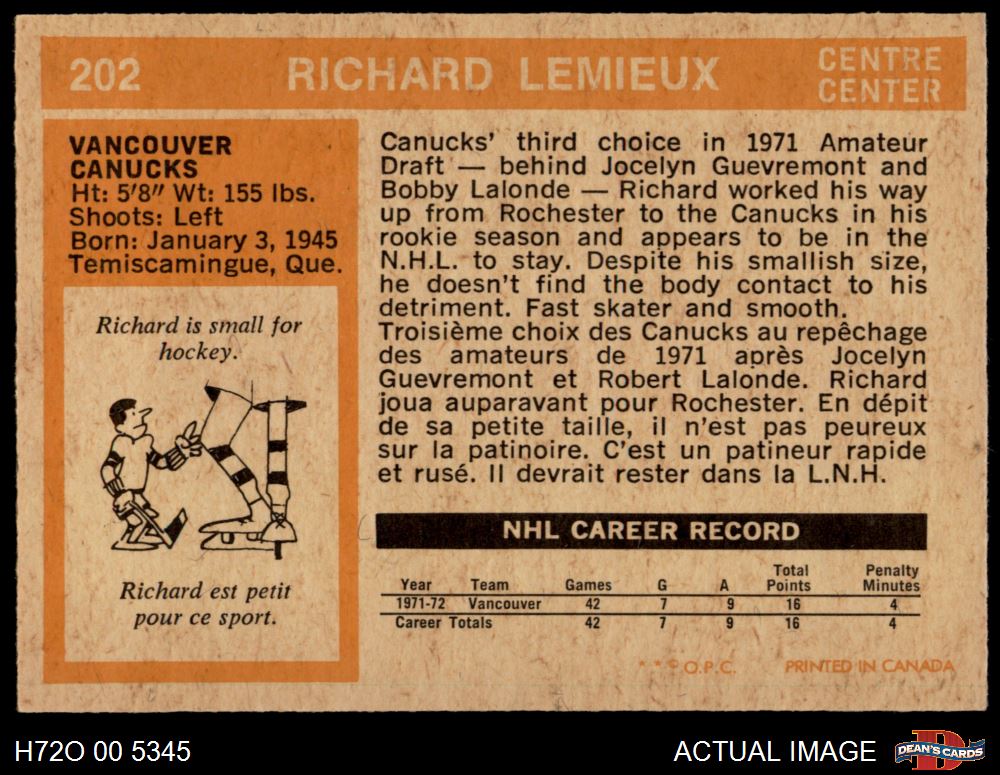 202
RICHARD LEMIEUX
CENTRE
CENTER
VANCOUVER
CANUCKS
Ht: 5'8" Wt: 155 lbs.
Shoots: Left
Born: January 3, 1945
Temiscamingue, Que.
Richard is small for
hockey.
Richard est petit
pour ce sport.
Canucks' third choice in 1971 Amateur
Draft — behind Jocelyn Guevremont and
Bobby Lalonde — Richard worked his way
up from Rochester to the Canucks in his
rookie season and appears to be in the
N.H.L. to stay. Despite his smallish size,
he doesn't find the body contact to his
detriment. Fast skater and smooth.
Troisième choix des Canucks au repêchage
des amateurs de 1971 après Jocelyn
Guevremont et Robert Lalonde. Richard
joua auparavant pour Rochester. En dépit
de sa petite taille, il n'est pas peureux
sur la patinoire. C'est un patineur rapide
et rusé. Il devrait rester dans la L.N.H.
NHL CAREER RECORD
Year Team Games G A Total Points Penalty Minutes
1971-72 Vancouver 42 7 9 16 4
Career Totals 42 7 9 16 4
* * © O.P.C. PRINTED IN CANADA
H72O 00 5345
ACTUAL IMAGE
D
DEAN'S CARDS